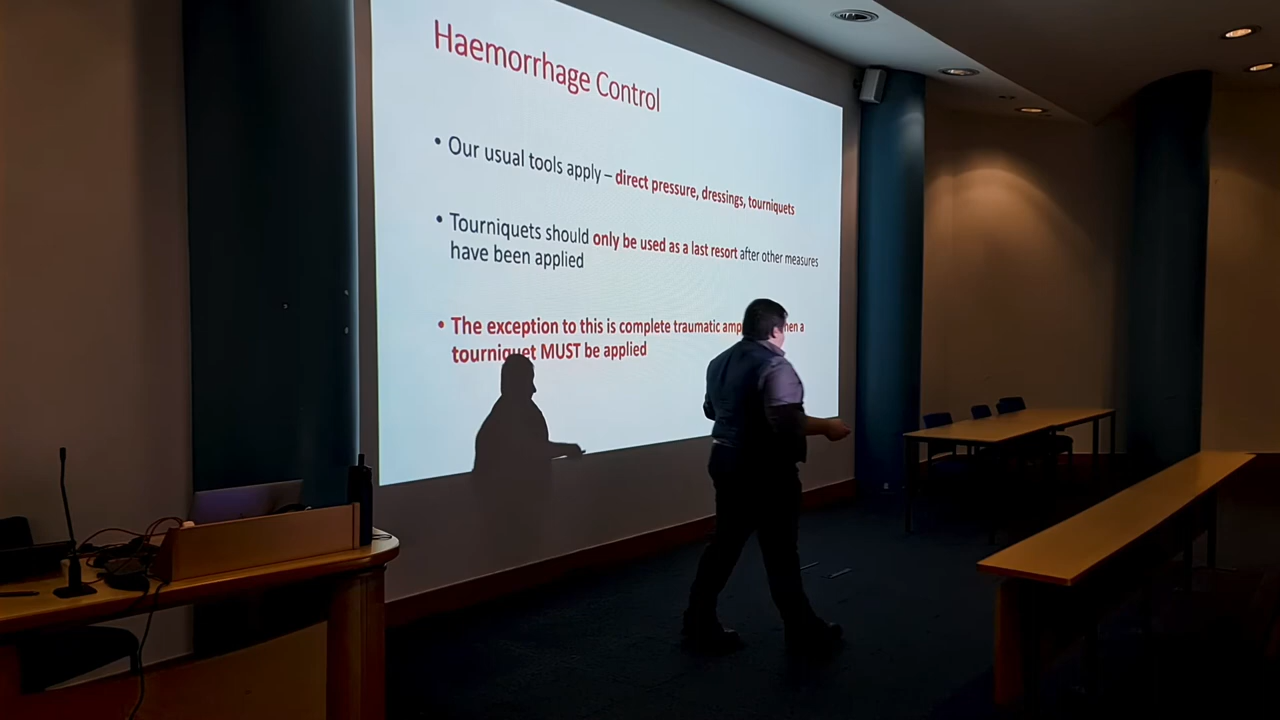 Haemorrhage Control
• Our usual tools apply – direct pressure, dressings, tourniquets
• Tourniquets should only be used as a last resort after other measures
have been applied
• The exception to this is complete traumatic a
tourniquet MUST be applied